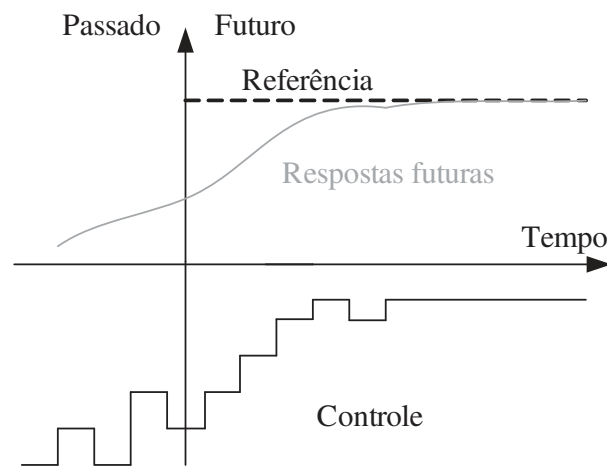 Passado Futuro
Referência
Respostas futuras
Tempo
Controle